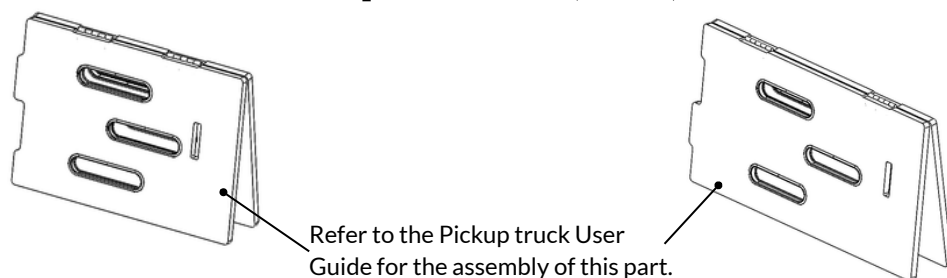 Refer to the Pickup truck User
Guide for the assembly of this part.